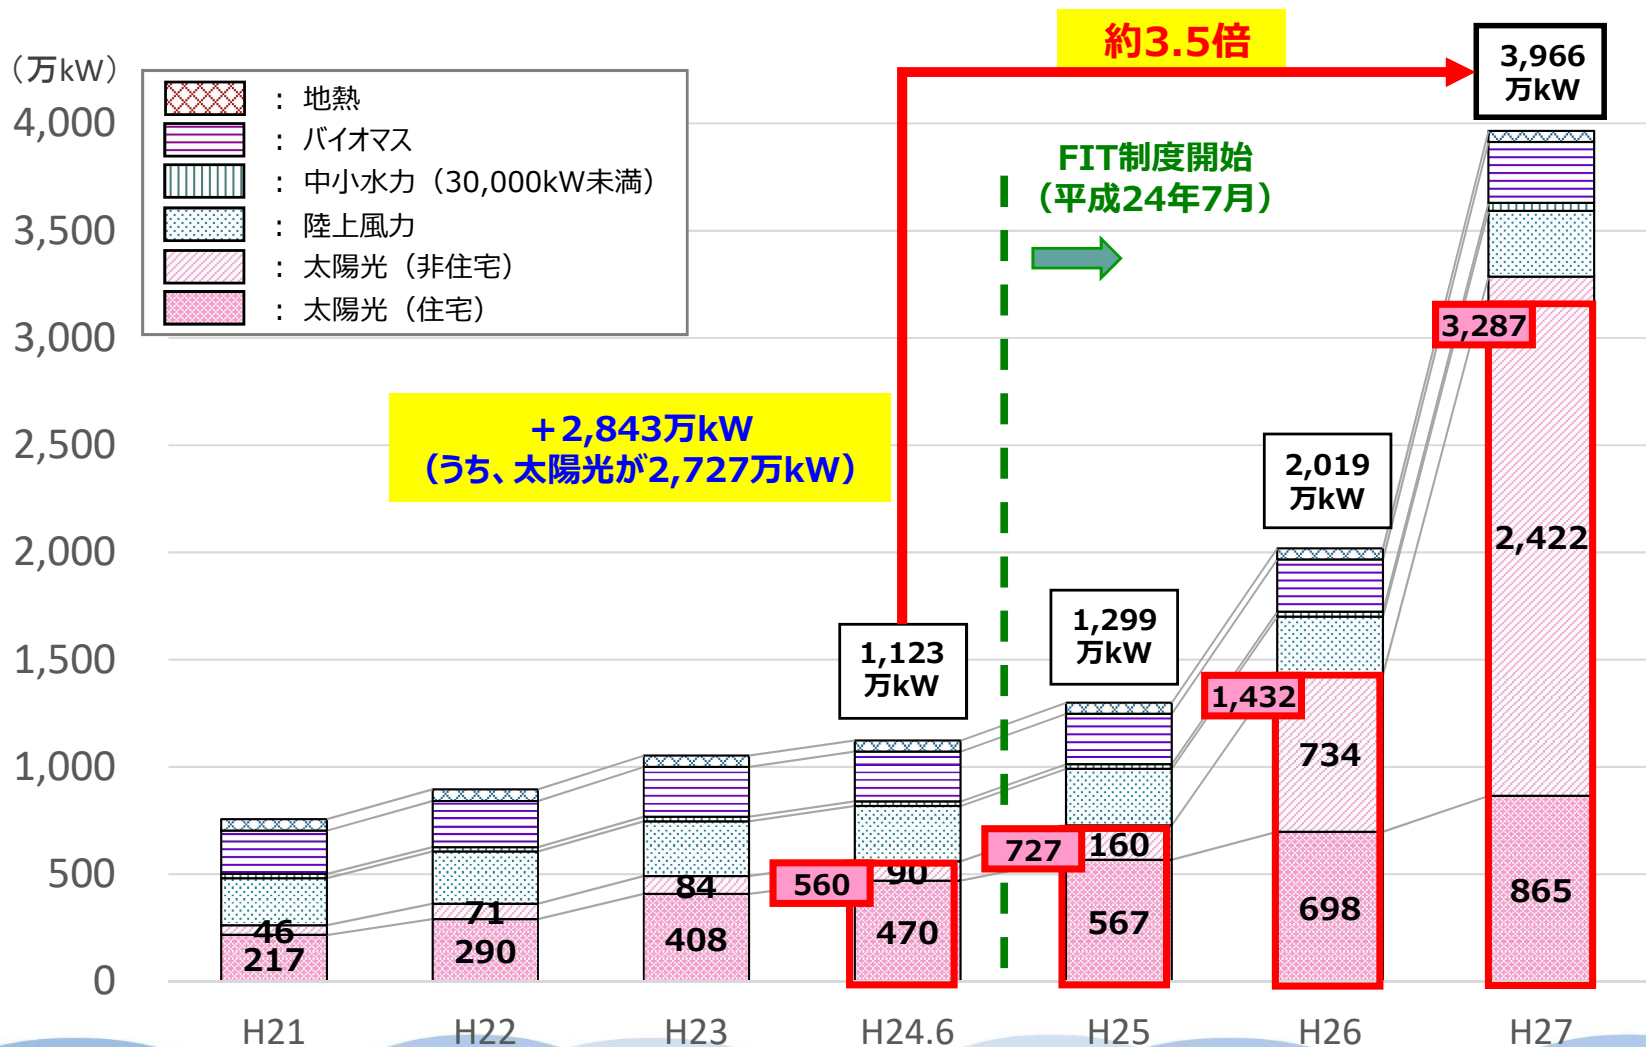 約3.5倍
3,966
万kW
（万kW）
： 地熱
： バイオマス
： 中小水力（30,000kW未満）
： 陸上風力
： 太陽光（非住宅）
： 太陽光（住宅）
FIT制度開始
（平成24年7月）
＋2,843万kW
（うち、太陽光が2,727万kW）
4,000
3,500
3,000
2,500
2,000
1,500
1,000
500
0
46
217
71
290
84
408
1,123
万kW
560
90
470
1,299
万kW
727
160
567
2,019
万kW
1,432
734
698
3,287
2,422
865
H21
H22
H23
H24.6
H25
H26
H27